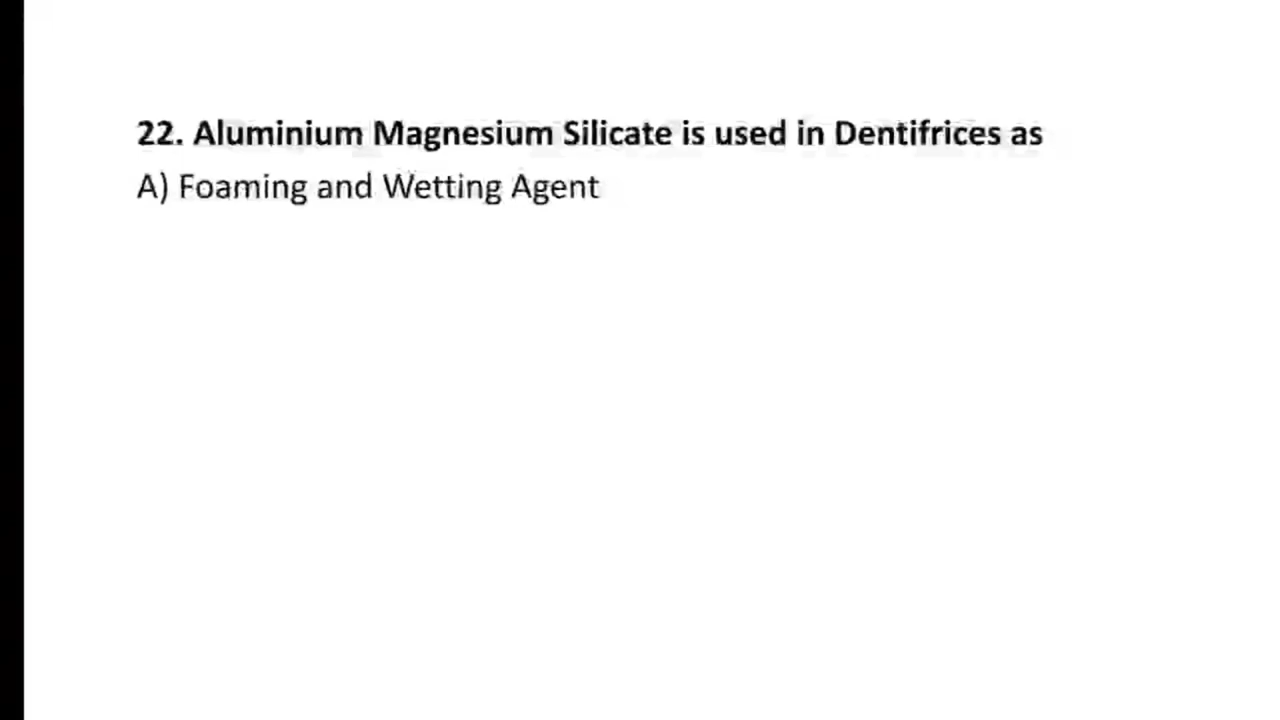 22. Aluminium Magnesium Silicate is used in Dentifrices as
A) Foaming and Wetting Agent